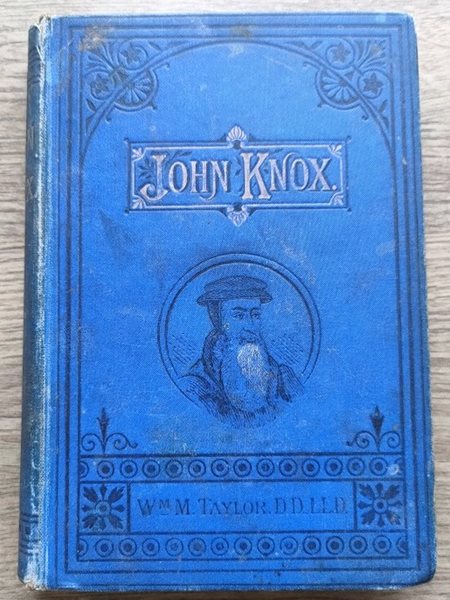 JOHN KNOX.
WM M. TAYLOR, D.D. LL.D.